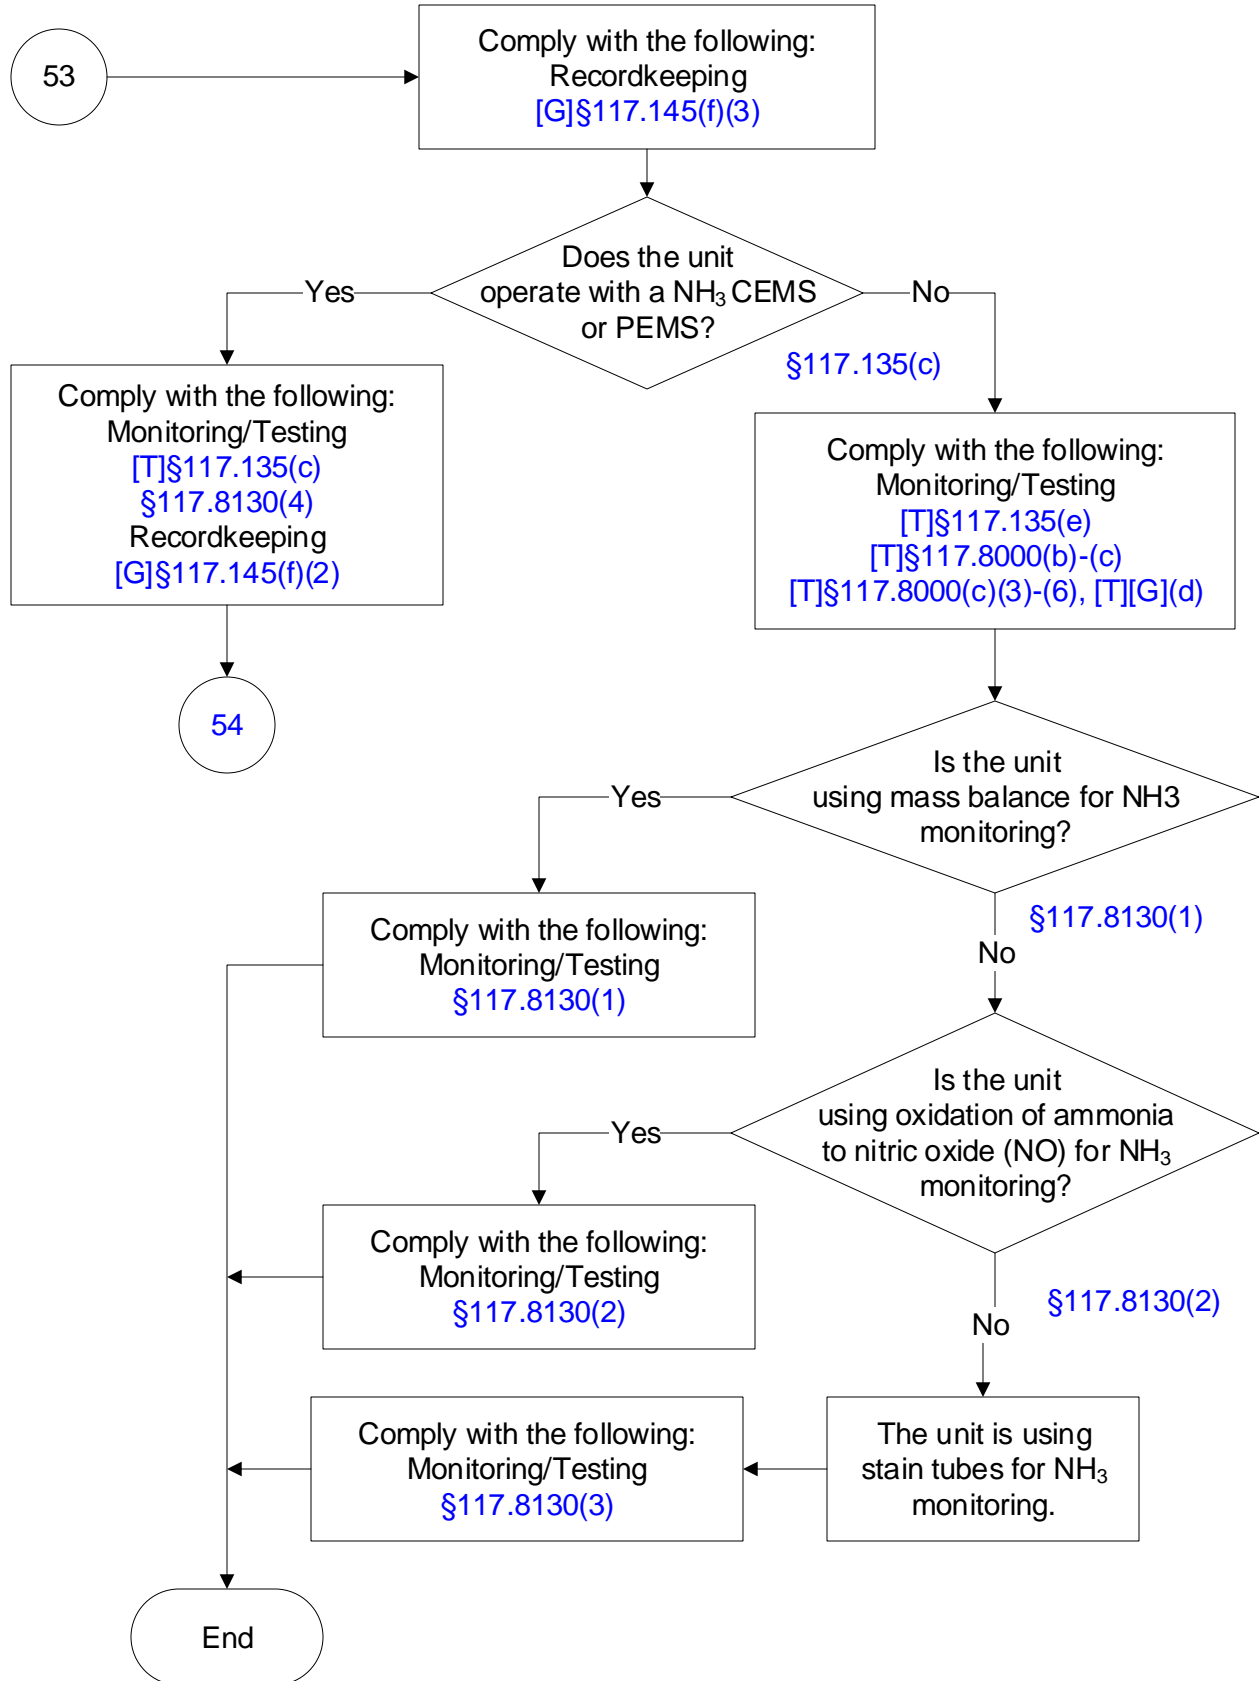 53
Comply with the following:
Recordkeeping
[G]§117.145(f)(3)
Does the unit
operate with a NH₃ CEMS
or PEMS?
Yes
No
§117.135(c)
Comply with the following:
Monitoring/Testing
[T]§117.135(c)
§117.8130(4)
Recordkeeping
[G]§117.145(f)(2)
54
Comply with the following:
Monitoring/Testing
[T]§117.135(e)
[T]§117.8000(b)-(c)
[T]§117.8000(c)(3)-(6), [T][G](d)
Is the unit
using mass balance for NH3
monitoring?
Yes
§117.8130(1)
No
Comply with the following:
Monitoring/Testing
§117.8130(1)
Is the unit
using oxidation of ammonia
to nitric oxide (NO) for NH₃
monitoring?
Yes
§117.8130(2)
No
Comply with the following:
Monitoring/Testing
§117.8130(2)
The unit is using
stain tubes for NH₃
monitoring.
Comply with the following:
Monitoring/Testing
§117.8130(3)
End